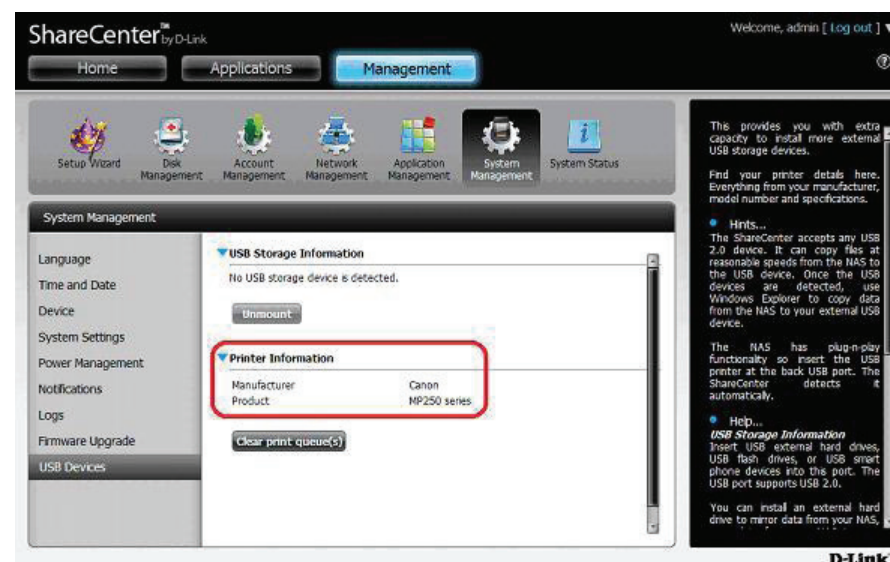 ShareCenter™ by D-Link
Welcome, admin [ Log out ]
Home
Applications
Management
Setup Wizard
Disk
Management
Account
Management
Network
Management
Application
Management
System
Management
System Status
System Management
Language
Time and Date
Device
System Settings
Power Management
Notifications
Logs
Firmware Upgrade
USB Devices
USB Storage Information
No USB storage device is detected.
Unmount
Printer Information
Manufacturer Canon
Product MP250 series
Clear print queue(s)
This provides you with extra
capacity to install more external
USB storage devices.
Find your printer details here.
Everything from your manufacturer,
model number and specifications.
Hints...
The ShareCenter accepts any USB
2.0 device. It can copy files at
reasonable speeds from the NAS to
the USB device. Once the USB
devices are detected, use
Windows Explorer to copy data
from the NAS to your external USB
device.
The NAS has plug-n-play
functionality so insert the USB
printer at the back USB port. The
ShareCenter detects it
automatically.
Help...
USB Storage Information
Insert USB external hard drives,
USB flash drives, or USB smart
phone devices into this port. The
USB port supports USB 2.0.
You can install an external hard
drive to mirror data from your NAS,
D-Link